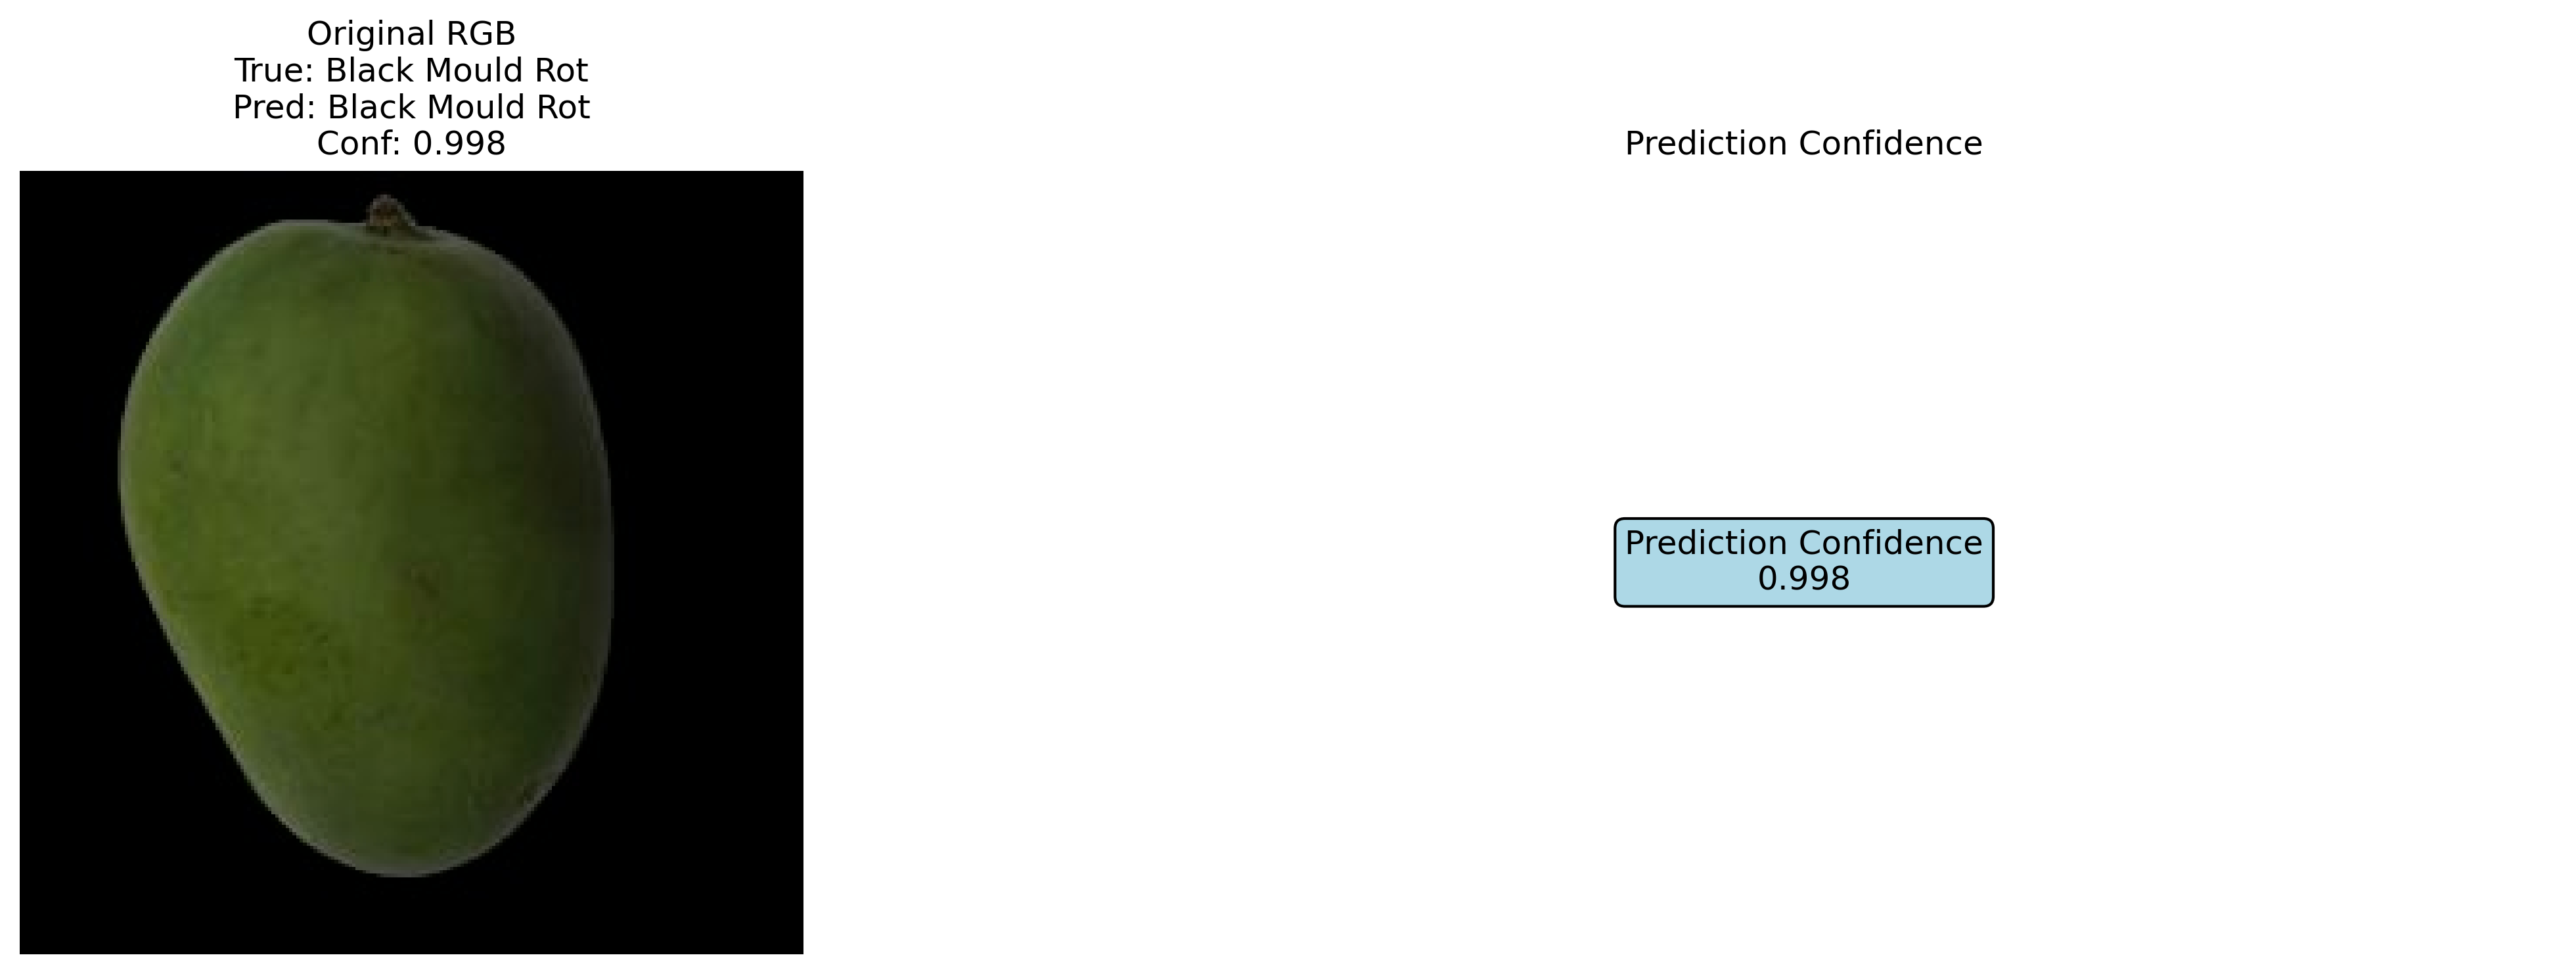 Original RGB
True: Black Mould Rot
Pred: Black Mould Rot
Conf: 0.998
Prediction Confidence
Prediction Confidence
0.998